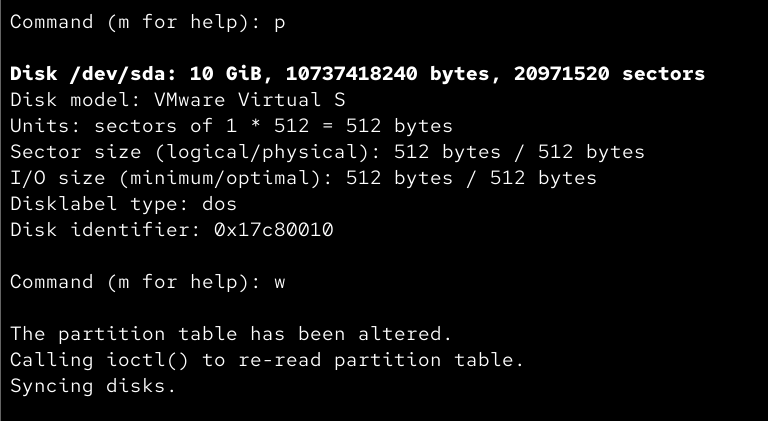 Command (m for help): p
Disk /dev/sda: 10 GiB, 10737418240 bytes, 20971520 sectors
Disk model: VMware Virtual S
Units: sectors of 1 * 512 = 512 bytes
Sector size (logical/physical): 512 bytes / 512 bytes
I/O size (minimum/optimal): 512 bytes / 512 bytes
Disklabel type: dos
Disk identifier: 0x17c80010
Command (m for help): w
The partition table has been altered.
Calling ioctl() to re-read partition table.
Syncing disks.